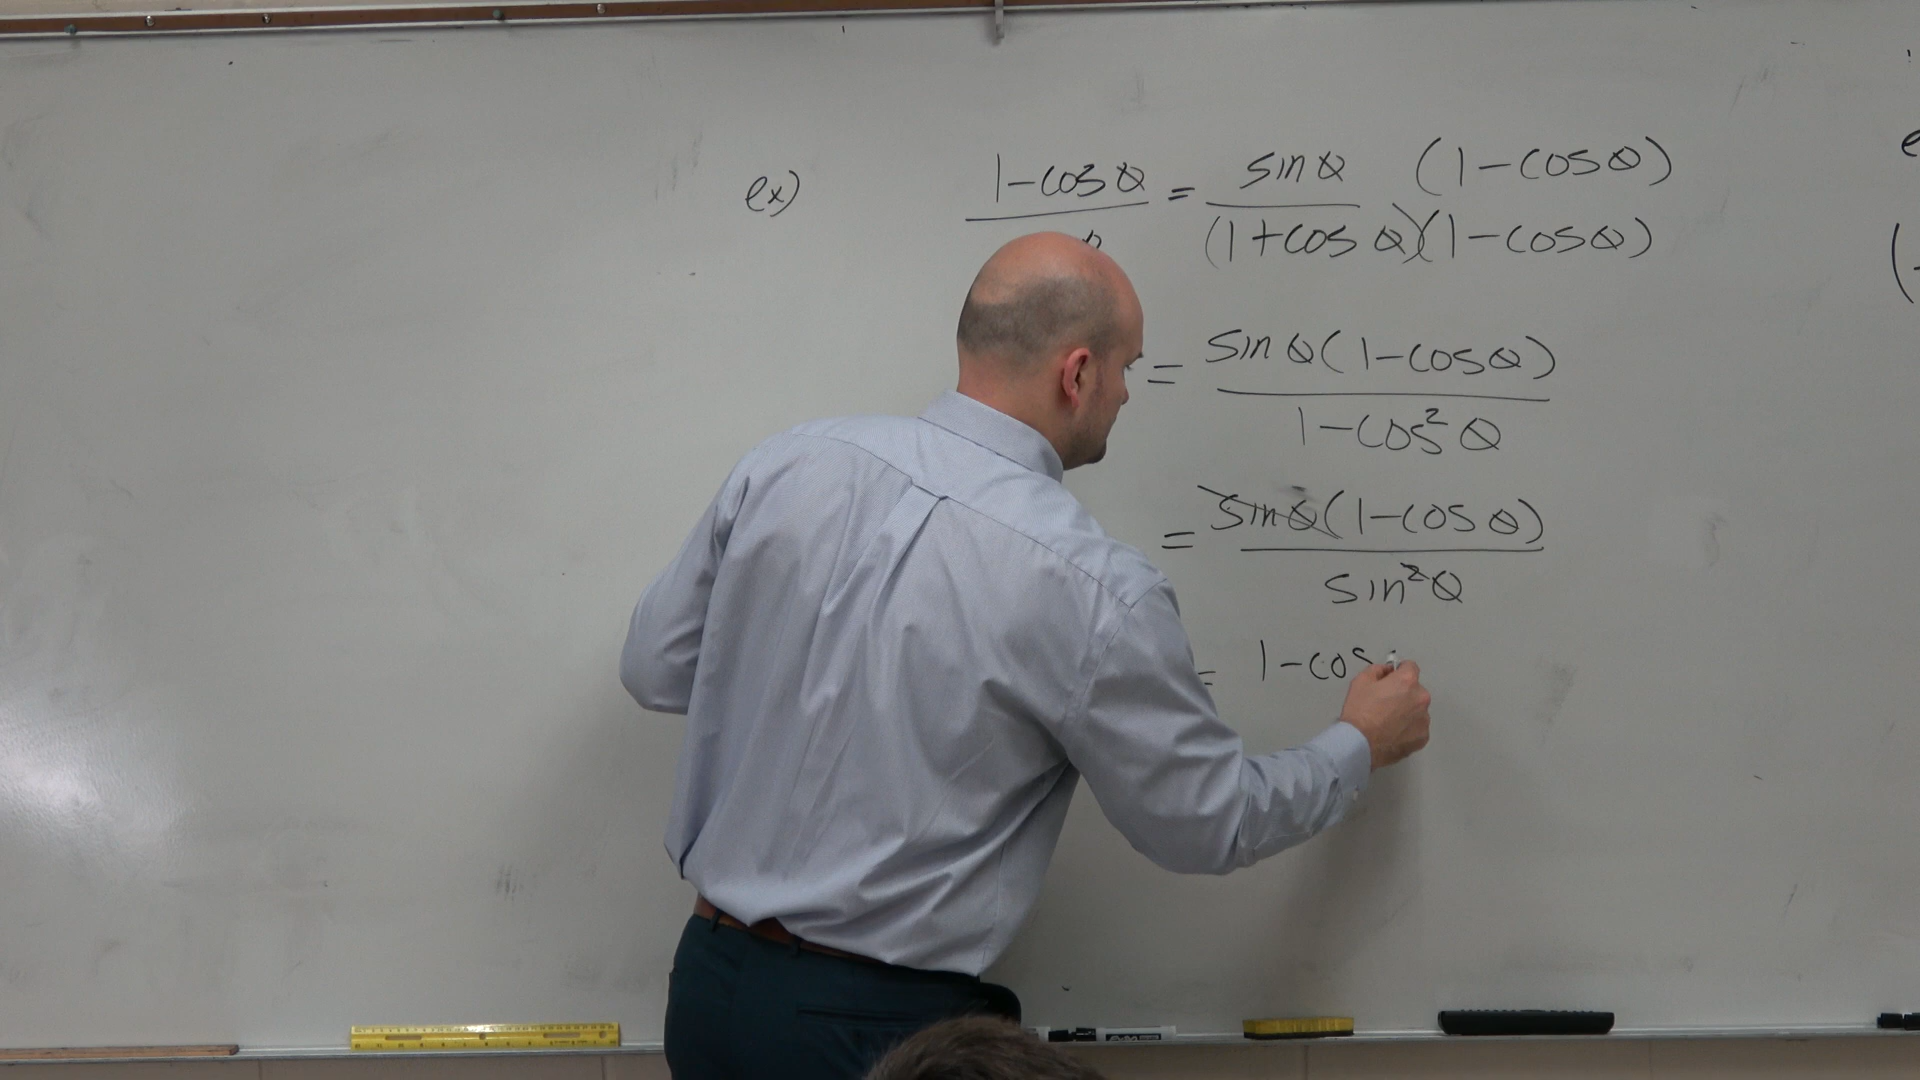 ex) 1-cosθ = sinθ (1-cosθ)
(1+cosθ)(1-cosθ)
= sinθ(1-cosθ)
1-cos²θ
= sinθ(1-cosθ)
sin²θ
= 1-cos